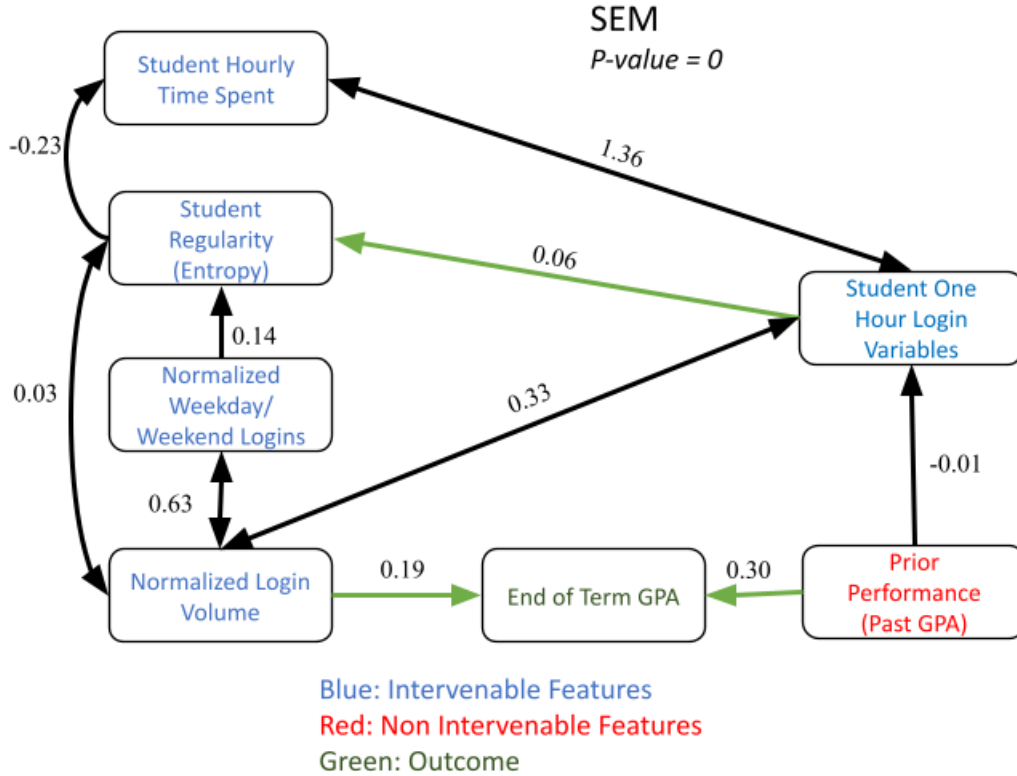 SEM
P-value = 0
Student Hourly
Time Spent
-0.23
1.36
Student
Regularity
(Entropy)
0.06
Student One
Hour Login
Variables
0.14
Normalized
Weekday/
Weekend Logins
0.03
0.33
-0.01
0.63
Normalized Login
Volume
0.19
End of Term GPA
0.30
Prior
Performance
(Past GPA)
Blue: Intervenable Features
Red: Non Intervenable Features
Green: Outcome